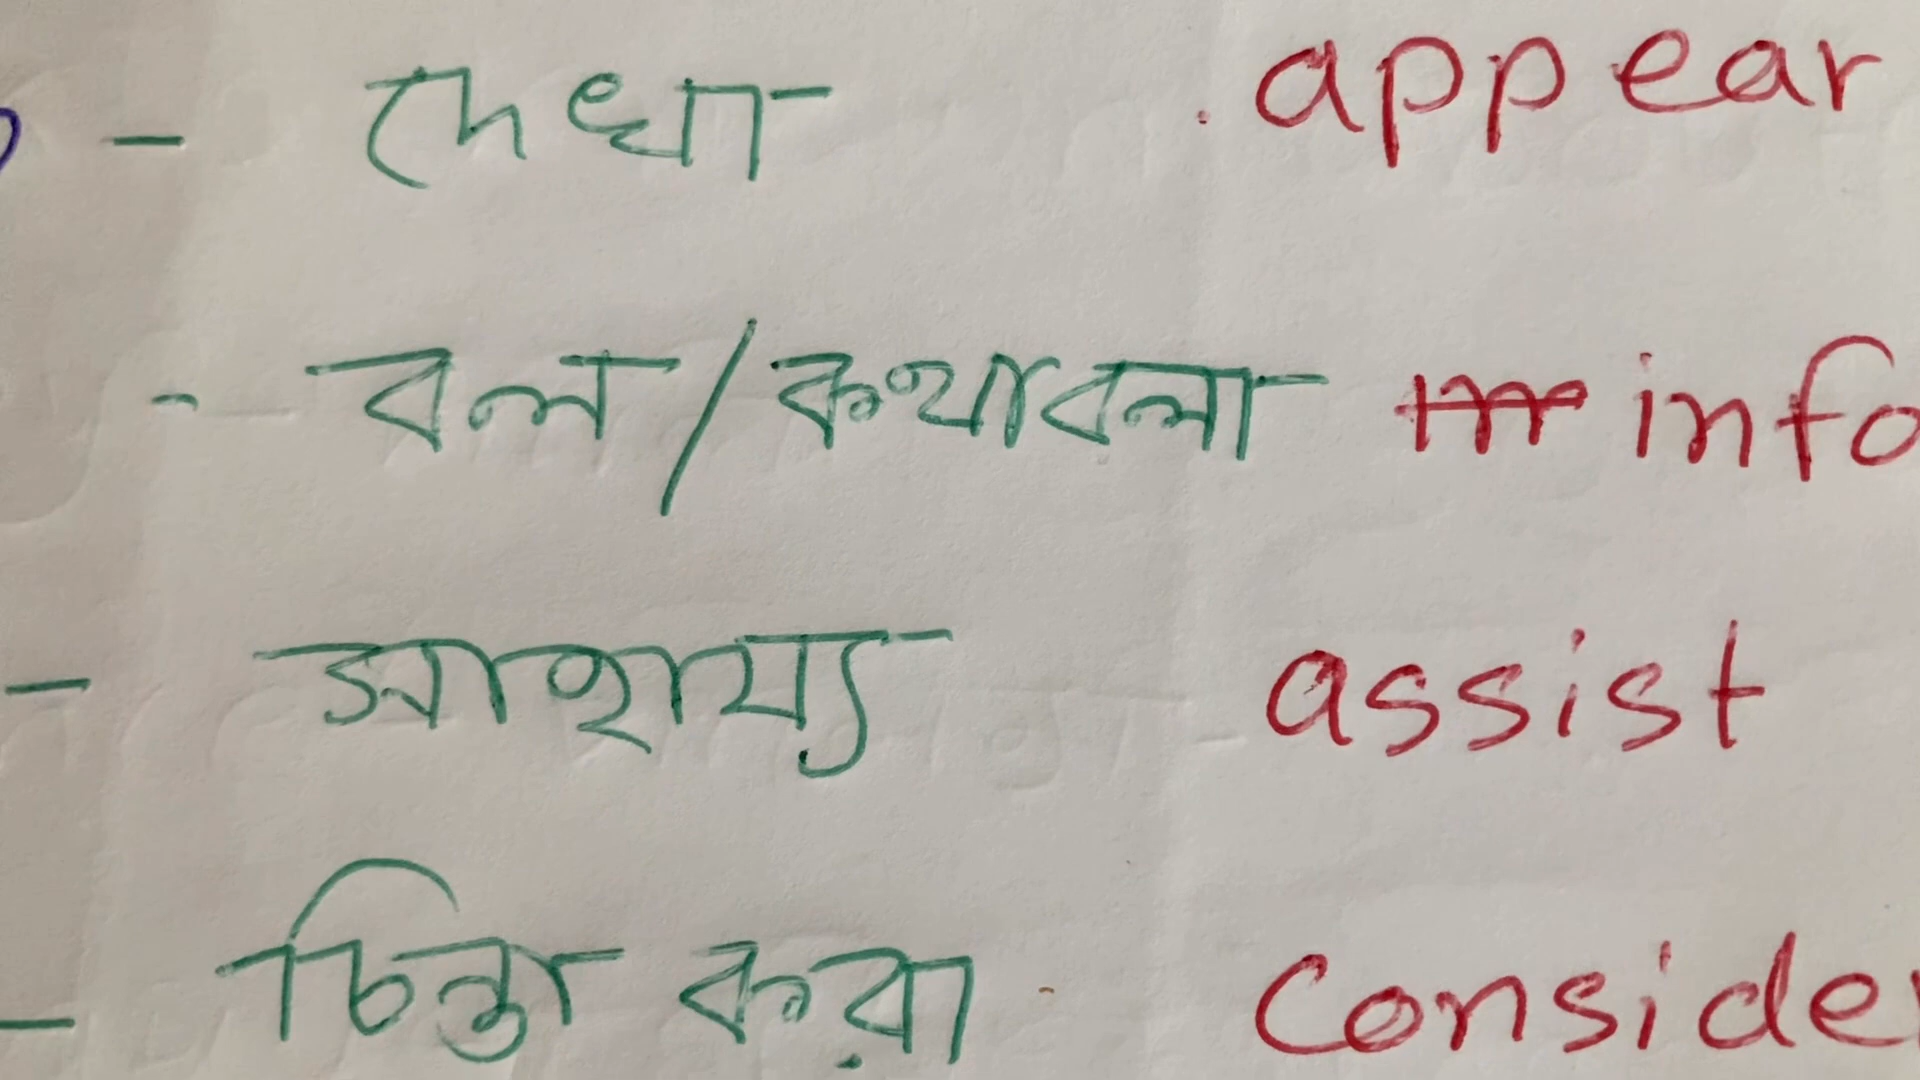 - দেখা . appear
- বল/কথাবলা info
- সাহায্য assist
- চিন্তা করা conside